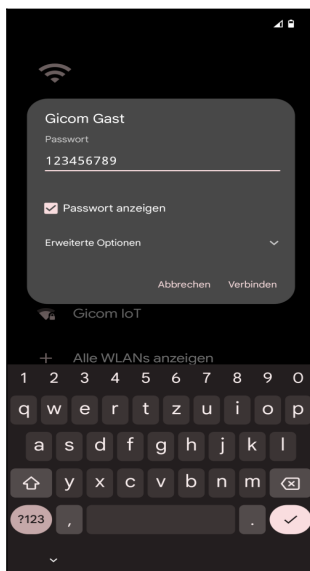 Gicom Gast
Passwort
123456789
Passwort anzeigen
Erweiterte Optionen
Abbrechen Verbinden
Gicom IoT
+ Alle WLANs anzeigen
1 2 3 4 5 6 7 8 9 0
q w e r t z u i o p
a s d f g h j k l
y x c v b n m
?123 , .